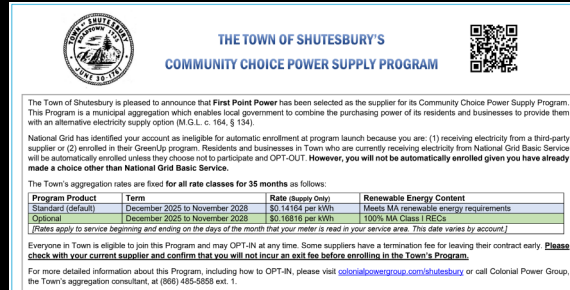 TOWN OF SHUTESBURY
ROADTOWN 1735
JUNE 30-1761
THE TOWN OF SHUTESBURY'S
COMMUNITY CHOICE POWER SUPPLY PROGRAM
The Town of Shutesbury is pleased to announce that First Point Power has been selected as the supplier for its Community Choice Power Supply Program.
This Program is a municipal aggregation which enables local government to combine the purchasing power of its residents and businesses to provide them
with an alternative electricity supply option (M.G.L. c. 164, § 134).
National Grid has identified your account as ineligible for automatic enrollment at program launch because you are: (1) receiving electricity from a third-party
supplier or (2) enrolled in their GreenUp program. Residents and businesses in Town who are currently receiving electricity from National Grid Basic Service
will be automatically enrolled unless they choose not to participate and OPT-OUT. However, you will not be automatically enrolled given you have already
made a choice other than National Grid Basic Service.
The Town's aggregation rates are fixed for all rate classes for 35 months as follows:
Program Product Term Rate (Supply Only) Renewable Energy Content
Standard (default) December 2025 to November 2028 $0.14164 per kWh Meets MA renewable energy requirements
Optional December 2025 to November 2028 $0.16816 per kWh 100% MA Class I RECs
[Rates apply to service beginning and ending on the days of the month that your meter is read in your service area. This date varies by account.]
Everyone in Town is eligible to join this Program and may OPT-IN at any time. Some suppliers have a termination fee for leaving their contract early. Please
check with your current supplier and confirm that you will not incur an exit fee before enrolling in the Town's Program.
For more detailed information about this Program, including how to OPT-IN, please visit colonialpowergroup.com/shutesbury or call Colonial Power Group,
the Town's aggregation consultant, at (866) 485-5858 ext. 1.